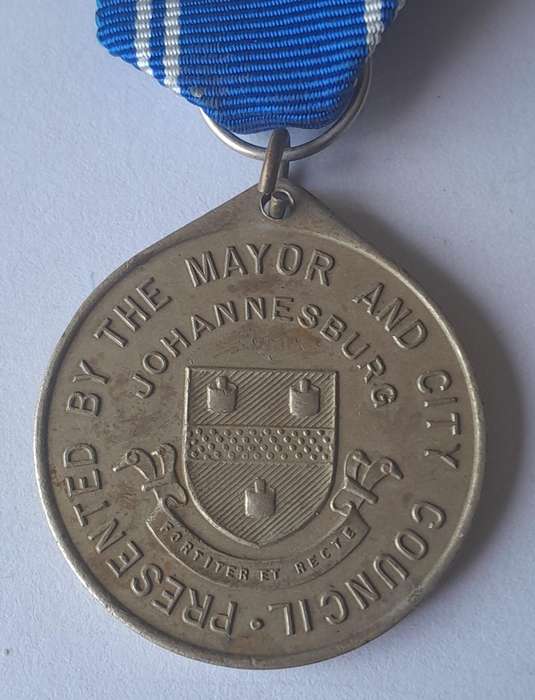 PRESENTED BY THE MAYOR AND CITY COUNCIL ·
JOHANNESBURG
FORTITER ET RECTE